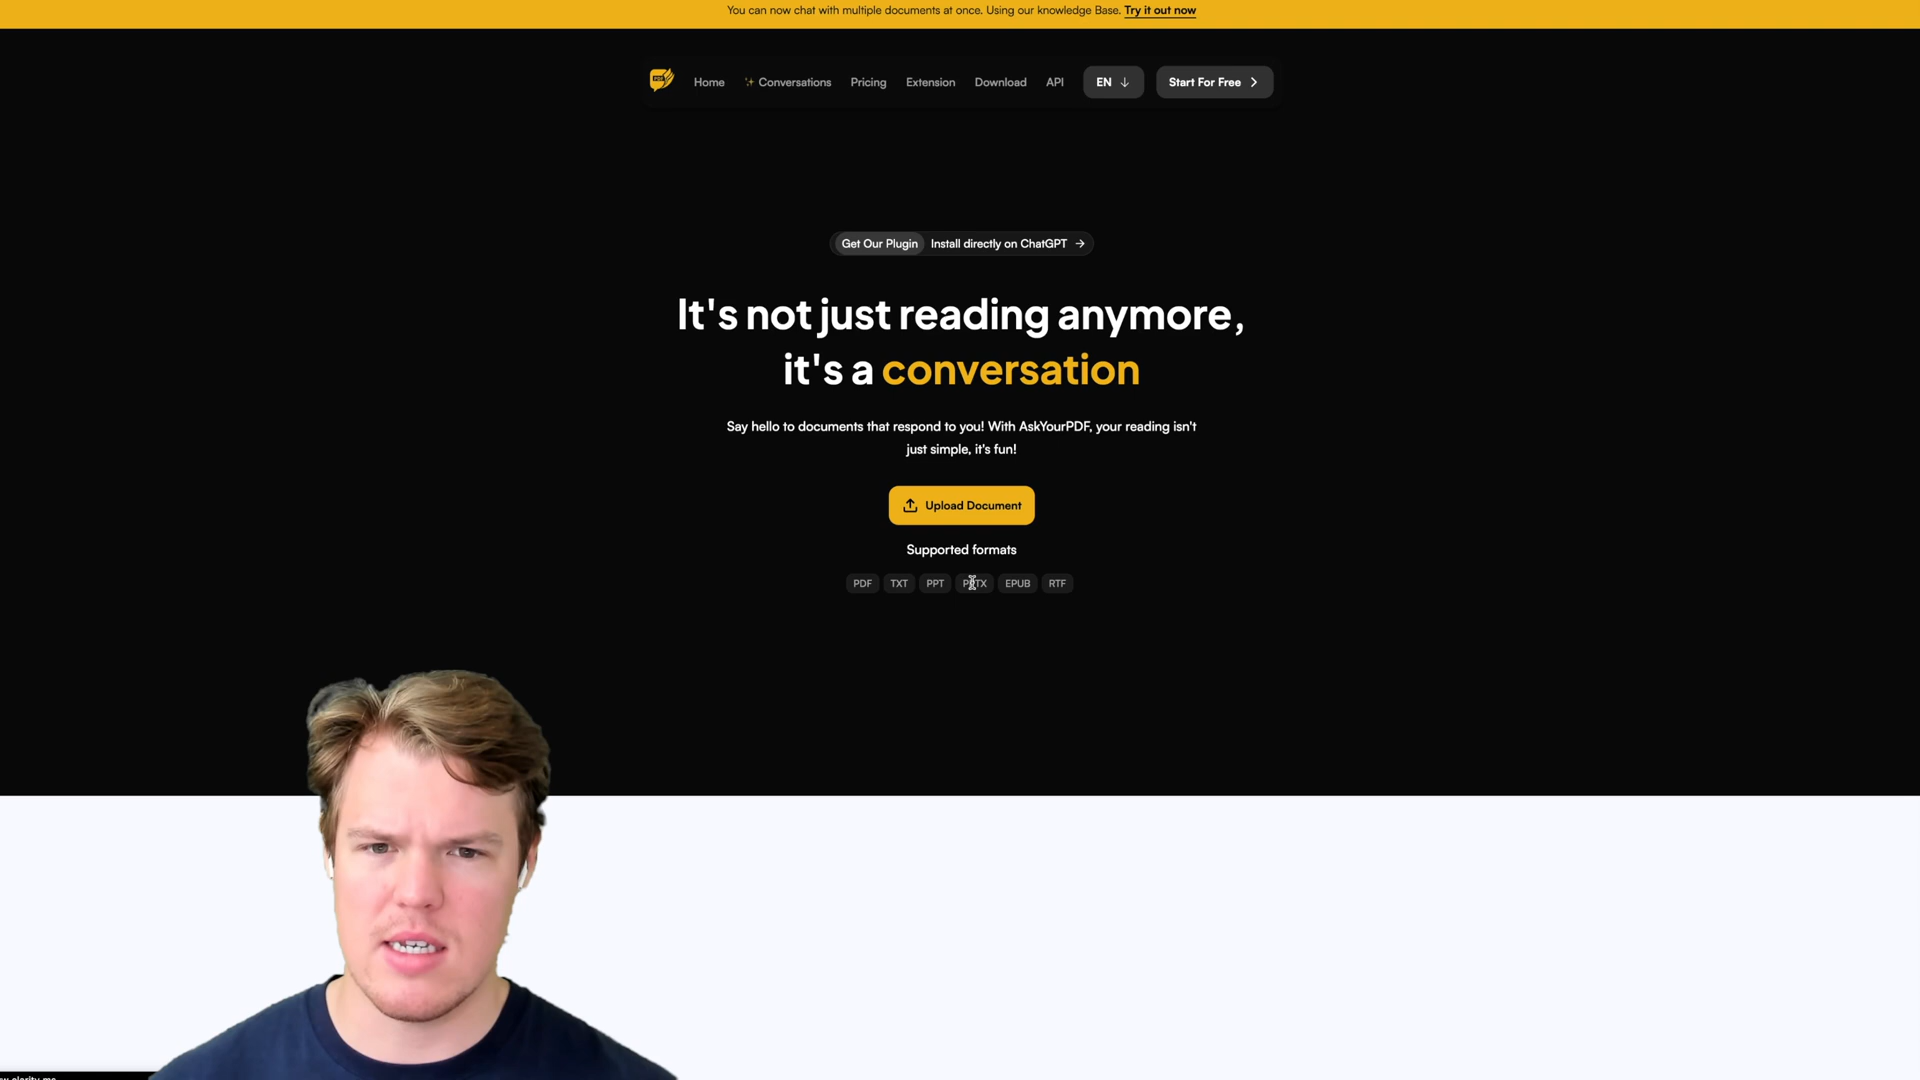 You can now chat with multiple documents at once. Using our knowledge Base. Try it out now
Home
Conversations
Pricing
Extension
Download
API
EN
Start For Free
Get Our Plugin
Install directly on ChatGPT
It's not just reading anymore,
it's a conversation
Say hello to documents that respond to you! With AskYourPDF, your reading isn't
just simple, it's fun!
Upload Document
Supported formats
PDF
TXT
PPT
EPUB
RTF